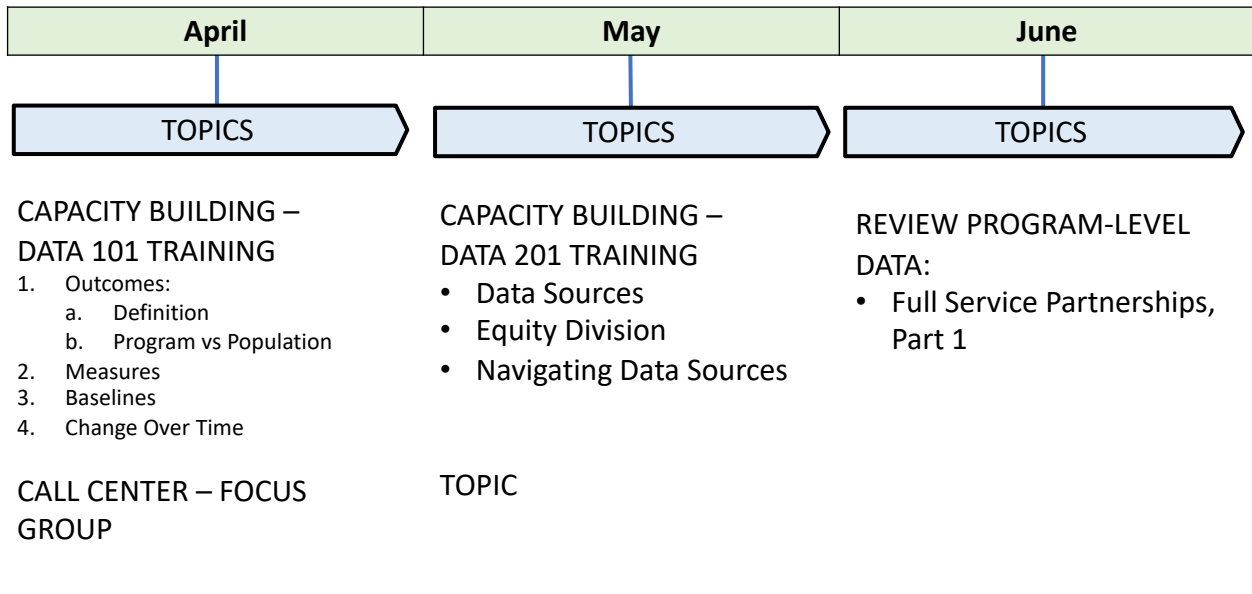 April
May
June
TOPICS
TOPICS
TOPICS
CAPACITY BUILDING –
DATA 101 TRAINING
1. Outcomes:
a. Definition
b. Program vs Population
2. Measures
3. Baselines
4. Change Over Time
CALL CENTER – FOCUS
GROUP
CAPACITY BUILDING –
DATA 201 TRAINING
• Data Sources
• Equity Division
• Navigating Data Sources
TOPIC
REVIEW PROGRAM-LEVEL
DATA:
• Full Service Partnerships,
Part 1